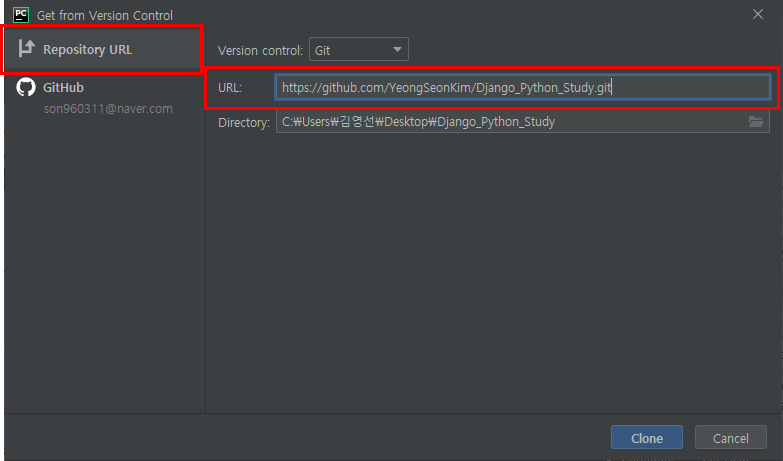 PC Get from Version Control
Repository URL
GitHub
son960311@naver.com
Version control: Git
URL: https://github.com/YeongSeonKim/Django_Python_Study.git
Directory: C:₩Users₩김영선₩Desktop₩Django_Python_Study
Clone Cancel